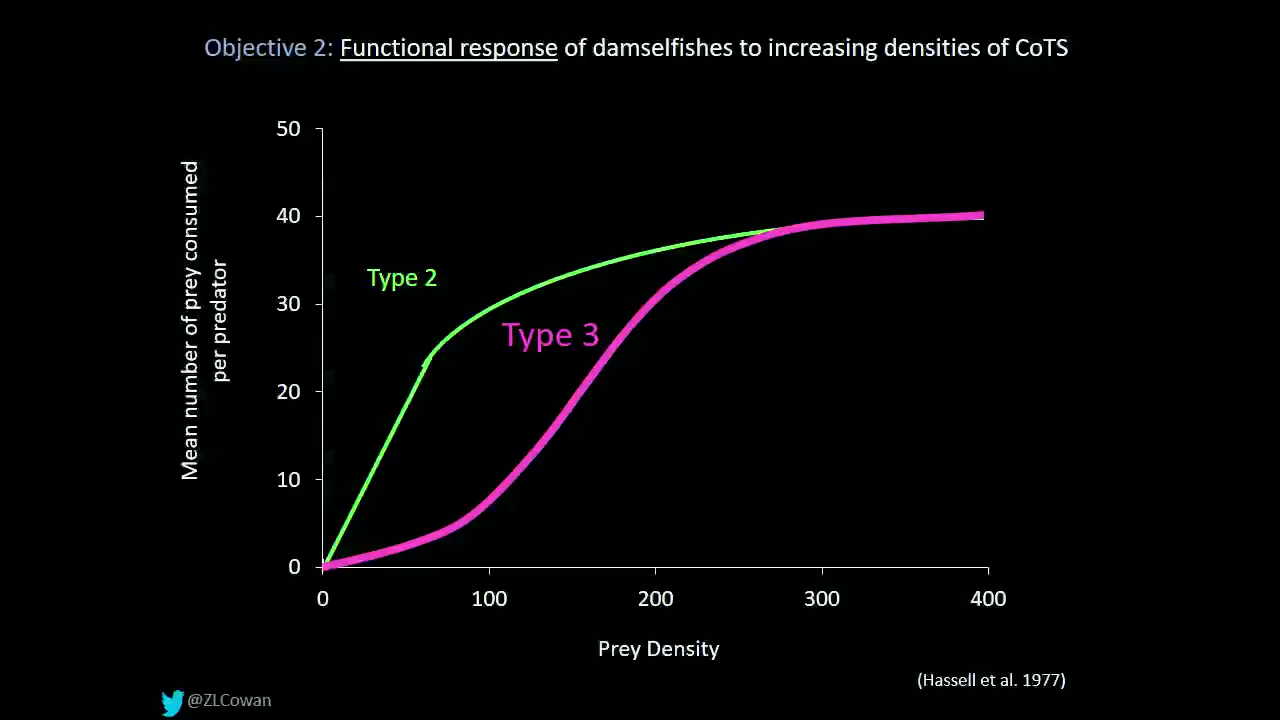 Objective 2: Functional response of damselfishes to increasing densities of CoTS
Mean number of prey consumed
per predator
50
40
30
20
10
0
Type 2
Type 3
0 100 200 300 400
Prey Density
(Hassell et al. 1977)
@ZLCowan